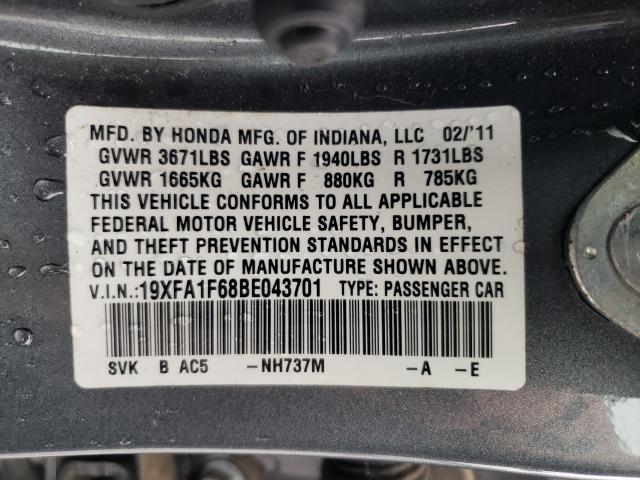 MFD. BY HONDA MFG. OF INDIANA, LLC 02/'11
GVWR 3671LBS GAWR F 1940LBS R 1731LBS
GVWR 1665KG GAWR F 880KG R 785KG
THIS VEHICLE CONFORMS TO ALL APPLICABLE
FEDERAL MOTOR VEHICLE SAFETY, BUMPER,
AND THEFT PREVENTION STANDARDS IN EFFECT
ON THE DATE OF MANUFACTURE SHOWN ABOVE.
V.I.N.:19XFA1F68BE043701 TYPE: PASSENGER CAR
SVK B AC5 -NH737M -A -E